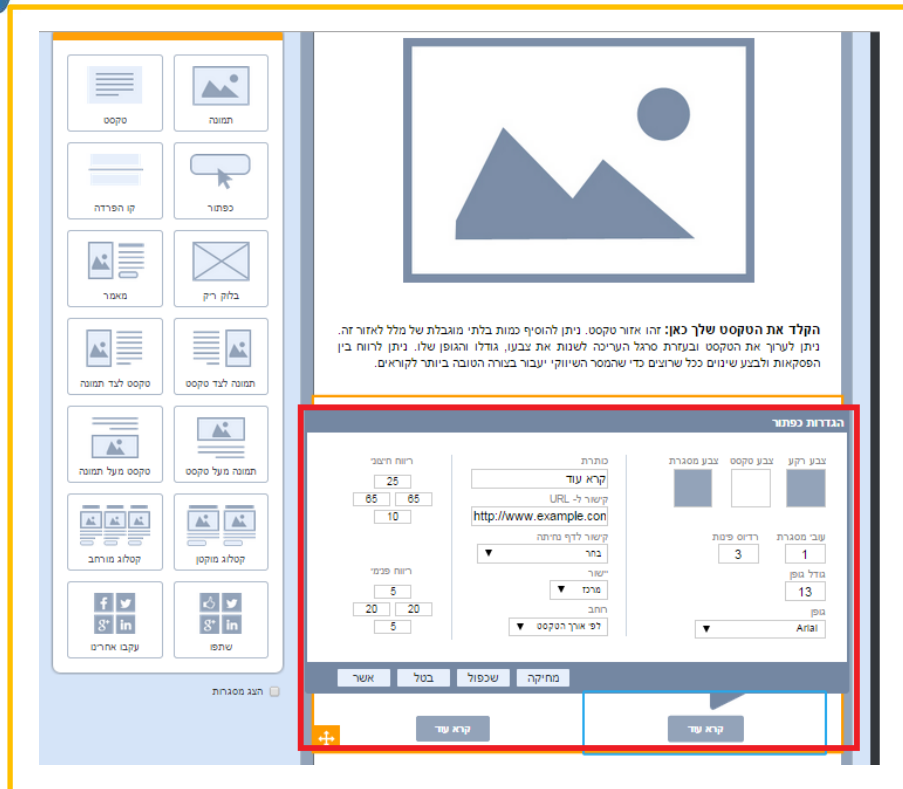 תמונה
טקסט
כפתור
קו הפרדה
בלוק ריק
מאמר
תמונה לצד טקסט
טקסט לצד תמונה
תמונה מעל טקסט
טקסט מעל תמונה
קטלוג מוקטן
קטלוג מורחב
שתפו
עקבו אחרינו
הצג מסגרות
הקלד את הטקסט שלך כאן: זהו אזור טקסט. ניתן להוסיף כמות בלתי מוגבלת של מלל לאזור זה.
ניתן לערוך את הטקסט ובעזרת סרגל העריכה לשנות את צבעו, גודלו והגופן שלו. ניתן לרווח בין
הפסקאות ולבצע שינוים ככל שרוצים כדי שהמסר השיווקי יעבור בצורה הטובה ביותר לקוראים.
הגדרות כפתור
צבע רקע צבע טקסט צבע מסגרת
עובי מסגרת רדיוס פינות
1 3
גודל גופן
13
גופן
Arial
כותרת
קרא עוד
קישור ל- URL
http://www.example.con
קישור לדף נחיתה
בחר
יישור
מרכז
רוחב
לפי אורך הטקסט
ריווח חיצוני
25
65 65
10
ריווח פנימי
5
20 20
5
מחיקה שכפול בטל אשר
קרא עוד קרא עוד